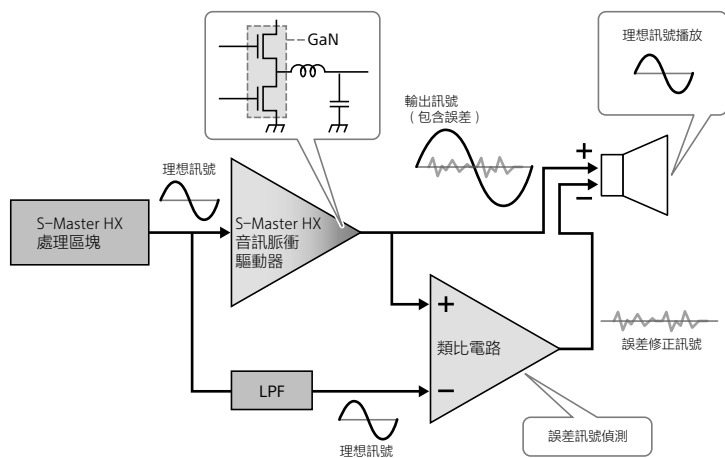 GaN
理想訊號播放
輸出訊號
（包含誤差）
+
−
理想訊號
S-Master HX
處理區塊
S-Master HX
音訊脈衝
驅動器
+
類比電路
−
誤差修正訊號
LPF
理想訊號
誤差訊號偵測